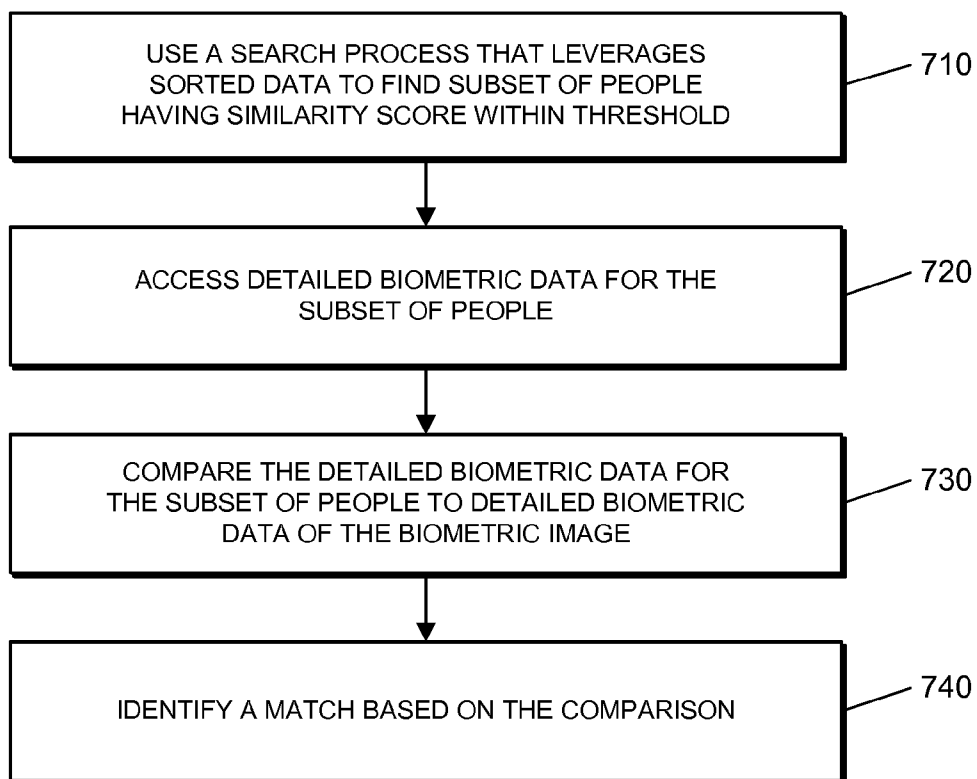 USE A SEARCH PROCESS THAT LEVERAGES
SORTED DATA TO FIND SUBSET OF PEOPLE
HAVING SIMILARITY SCORE WITHIN THRESHOLD
710
ACCESS DETAILED BIOMETRIC DATA FOR THE
SUBSET OF PEOPLE
720
COMPARE THE DETAILED BIOMETRIC DATA FOR
THE SUBSET OF PEOPLE TO DETAILED BIOMETRIC
DATA OF THE BIOMETRIC IMAGE
730
IDENTIFY A MATCH BASED ON THE COMPARISON
740